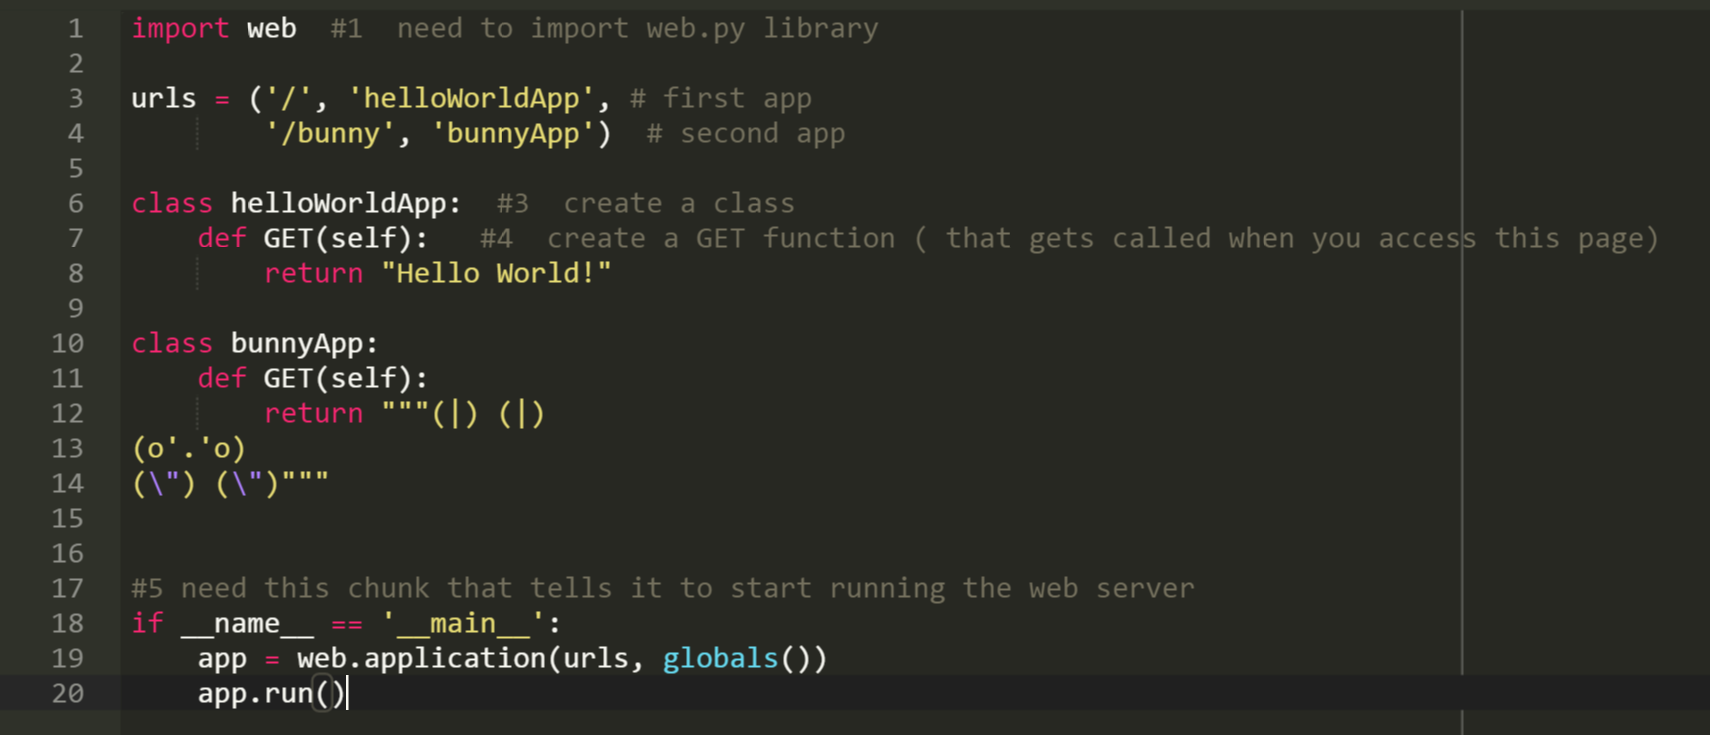 1 import web  #1  need to import web.py library
2
3 urls = ('/', 'helloWorldApp', # first app
4         '/bunny', 'bunnyApp')  # second app
5
6 class helloWorldApp:  #3  create a class
7     def GET(self):   #4  create a GET function ( that gets called when you access this page)
8         return "Hello World!"
9
10 class bunnyApp:
11     def GET(self):
12         return """(|) (|)
13 (o'.'o)
14 (\") (\")"""
15
16
17 #5 need this chunk that tells it to start running the web server
18 if __name__ == '__main__':
19     app = web.application(urls, globals())
20     app.run()